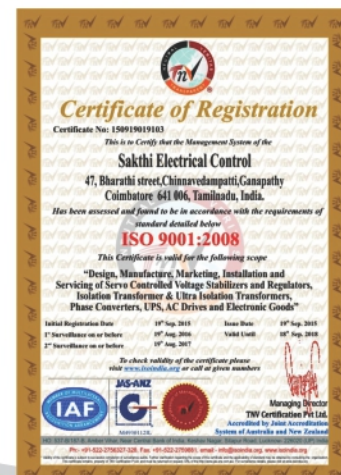 TNV
Certificate of Registration
Certificate No: 150919019103
This is to Certify that the Management System of the
Sakthi Electrical Control
47, Bharathi street,Chinnavedampatti,Ganapathy
Coimbatore 641 006, Tamilnadu, India.
Has been assessed and found to be in accordance with the requirements of
standard detailed below
ISO 9001:2008
This Certificate is valid for the following scope
“Design, Manufacture, Marketing, Installation and
Servicing of Servo Controlled Voltage Stabilizers and Regulators,
Isolation Transformer & Ultra Isolation Transformers,
Phase Converters, UPS, AC Drives and Electronic Goods”
Initial Registration Date 19th Sep. 2015 Issue Date 19th Sep. 2015
1st Surveillance on or before 19th Aug. 2016 Valid Until 18th Sep. 2018
2nd Surveillance on or before 19th Aug. 2017
To check validity of the certificate please
visit www.isoindia.org or call at given numbers
JAS-ANZ
IAF
Managing Director
TNV Certification Pvt Ltd.
Accredited by Joint Accreditation
System of Australia and New Zealand